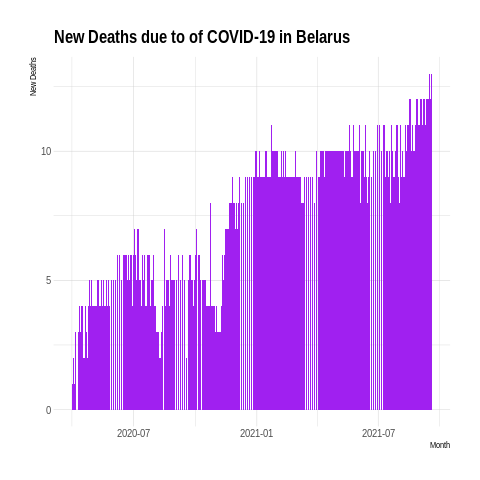 New Deaths due to of COVID-19 in Belarus
New Deaths
10
5
0
2020-07
2021-01
2021-07
Month